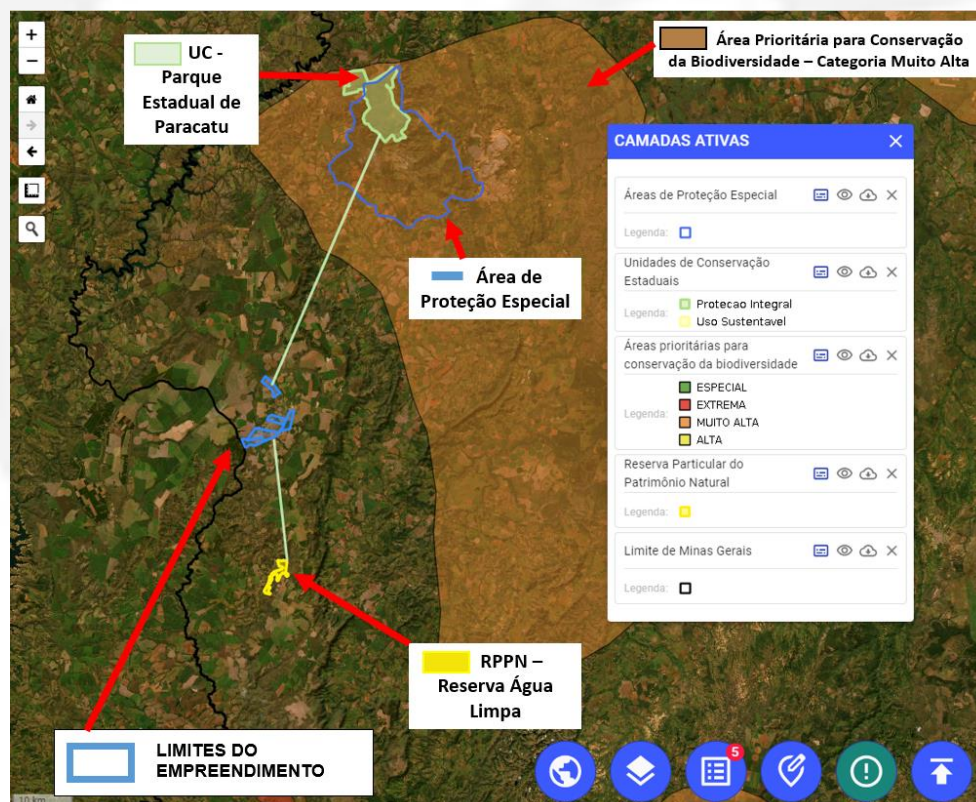 UC -
Parque
Estadual de
Paracatu
Área Prioritária para Conservação
da Biodiversidade – Categoria Muito Alta
CAMADAS ATIVAS
Áreas de Proteção Especial
Legenda:
Unidades de Conservação
Estaduais
Legenda:
Protecao Integral
Uso Sustentavel
Áreas prioritárias para
conservação da biodiversidade
Legenda:
ESPECIAL
EXTREMA
MUITO ALTA
ALTA
Reserva Particular do
Patrimônio Natural
Legenda:
Limite de Minas Gerais
Legenda:
Área de
Proteção Especial
RPPN –
Reserva Água
Limpa
LIMITES DO
EMPREENDIMENTO
5
10 km